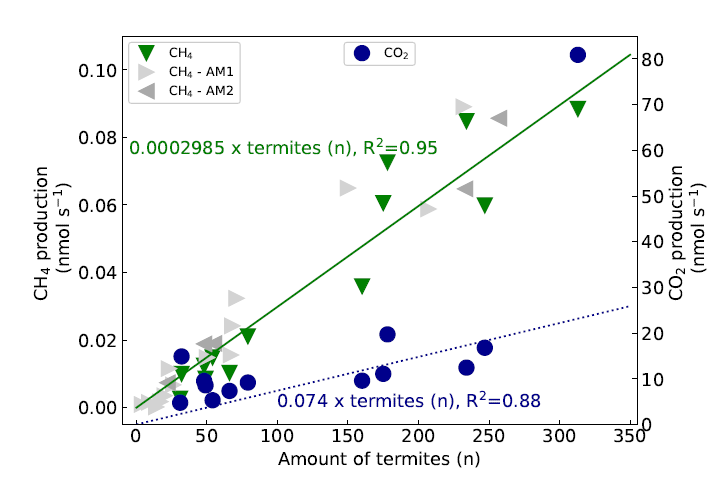 CH₄
CH₄ - AM1
CH₄ - AM2
CO₂
0.0002985 x termites (n), R²=0.95
0.074 x termites (n), R²=0.88
0.10
0.08
0.06
0.04
0.02
0.00
CH₄ production
(nmol s⁻¹)
80
70
60
50
40
30
20
10
0
CO₂ production
(nmol s⁻¹)
0 50 100 150 200 250 300 350
Amount of termites (n)